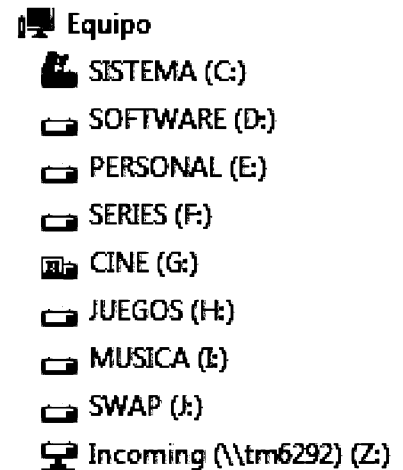 Equipo
SISTEMA (C:)
SOFTWARE (D:)
PERSONAL (E:)
SERIES (F:)
CINE (G:)
JUEGOS (H:)
MUSICA (I:)
SWAP (J:)
Incoming (\\tm6292) (Z:)